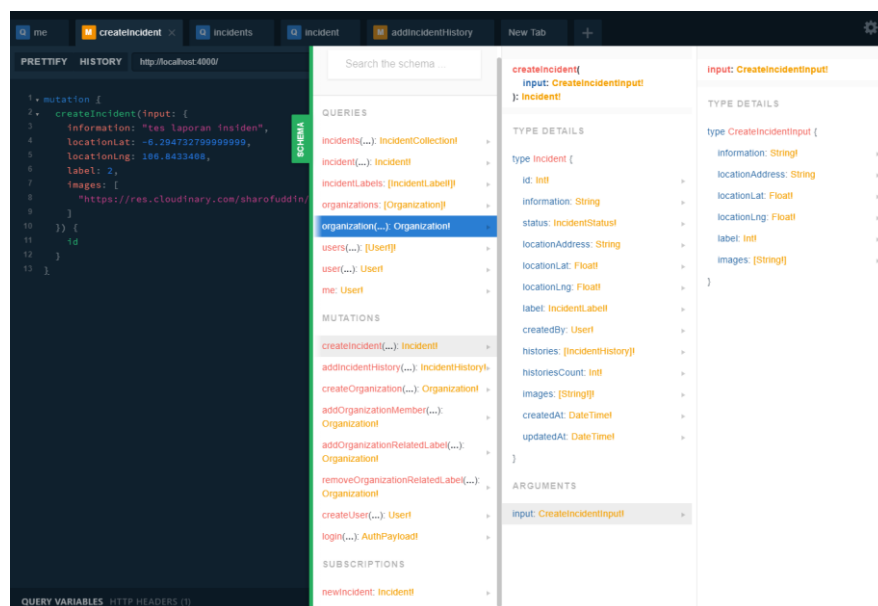 Q me
M createIncident ×
Q incidents
Q incident
M addIncidentHistory
New Tab
+
PRETTIFY HISTORY http://localhost:4000/
1 mutation {
2 createIncident(input: {
3 information: "tes laporan insiden",
4 locationLat: -6.294732799999999,
5 locationLng: 106.8433408,
6 label: 2,
7 images: [
8 "https://res.cloudinary.com/sharofuddin/
9 ]
10 }) {
11 id
12 }
13 }
QUERY VARIABLES HTTP HEADERS (1)
SCHEMA
Search the schema ...
QUERIES
incidents(...): IncidentCollection!
incident(...): Incident!
incidentLabels: [IncidentLabel!]!
organizations: [Organization]!
organization(...): Organization!
users(...): [User!]!
user(...): User!
me: User!
MUTATIONS
createIncident(...): Incident!
addIncidentHistory(...): IncidentHistory!
createOrganization(...): Organization!
addOrganizationMember(...):
Organization!
addOrganizationRelatedLabel(...):
Organization!
removeOrganizationRelatedLabel(...):
Organization!
createUser(...): User!
login(...): AuthPayload!
SUBSCRIPTIONS
newIncident: Incident!
createIncident(
input: CreateIncidentInput!
): Incident!
TYPE DETAILS
type Incident {
id: Int!
information: String
status: IncidentStatus!
locationAddress: String
locationLat: Float!
locationLng: Float!
label: IncidentLabel!
createdBy: User!
histories: [IncidentHistory]!
historiesCount: Int!
images: [String!]!
createdAt: DateTime!
updatedAt: DateTime!
}
ARGUMENTS
input: CreateIncidentInput!
input: CreateIncidentInput!
TYPE DETAILS
type CreateIncidentInput {
information: String!
locationAddress: String
locationLat: Float!
locationLng: Float!
label: Int!
images: [String!]
}